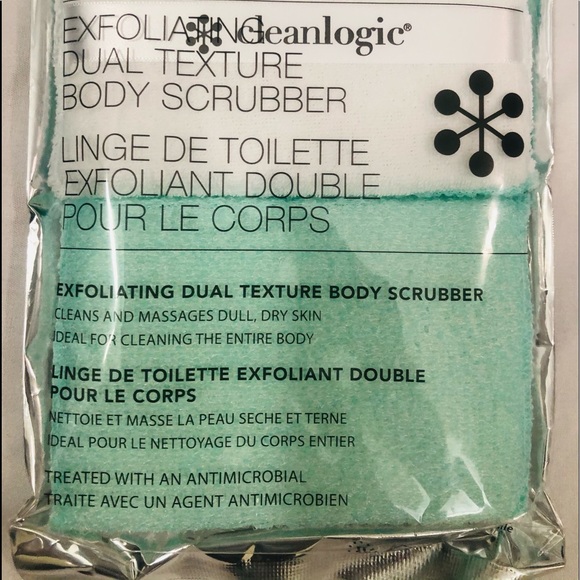 cleanlogic®
EXFOLIATING
DUAL TEXTURE
BODY SCRUBBER
LINGE DE TOILETTE
EXFOLIANT DOUBLE
POUR LE CORPS
EXFOLIATING DUAL TEXTURE BODY SCRUBBER
CLEANS AND MASSAGES DULL, DRY SKIN
IDEAL FOR CLEANING THE ENTIRE BODY
LINGE DE TOILETTE EXFOLIANT DOUBLE
POUR LE CORPS
NETTOIE ET MASSE LA PEAU SECHE ET TERNE
IDEAL POUR LE NETTOYAGE DU CORPS ENTIER
TREATED WITH AN ANTIMICROBIAL
TRAITE AVEC UN AGENT ANTIMICROBIEN